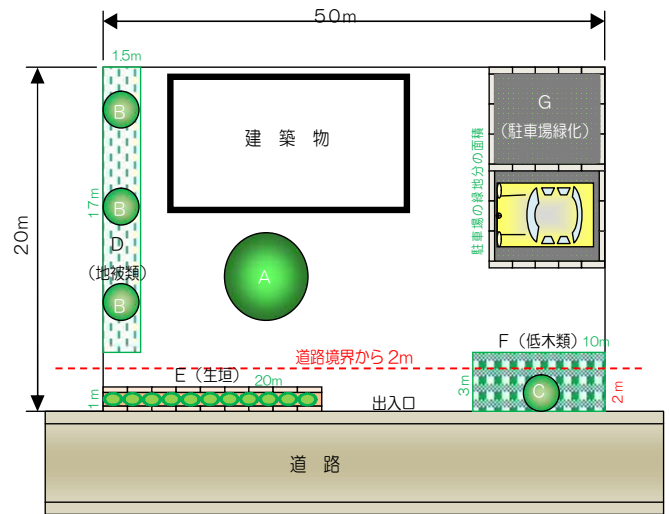 50m
1.5m
B
建築物
G
（駐車場緑化）
駐車場の緑地分の面積
20m
17m
B
D
（地被類）
A
B
F（低木類）
10m
道路境界から2m
E（生垣）
20m
1m
出入口
3m
C
2m
道路